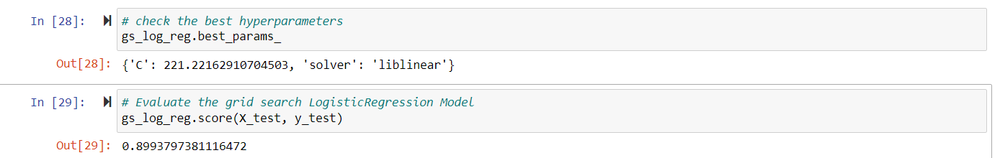 In [28]: # check the best hyperparameters
gs_log_reg.best_params_
Out[28]: {'C': 221.22162910704503, 'solver': 'liblinear'}
In [29]: # Evaluate the grid search LogisticRegression Model
gs_log_reg.score(X_test, y_test)
Out[29]: 0.8993797381116472